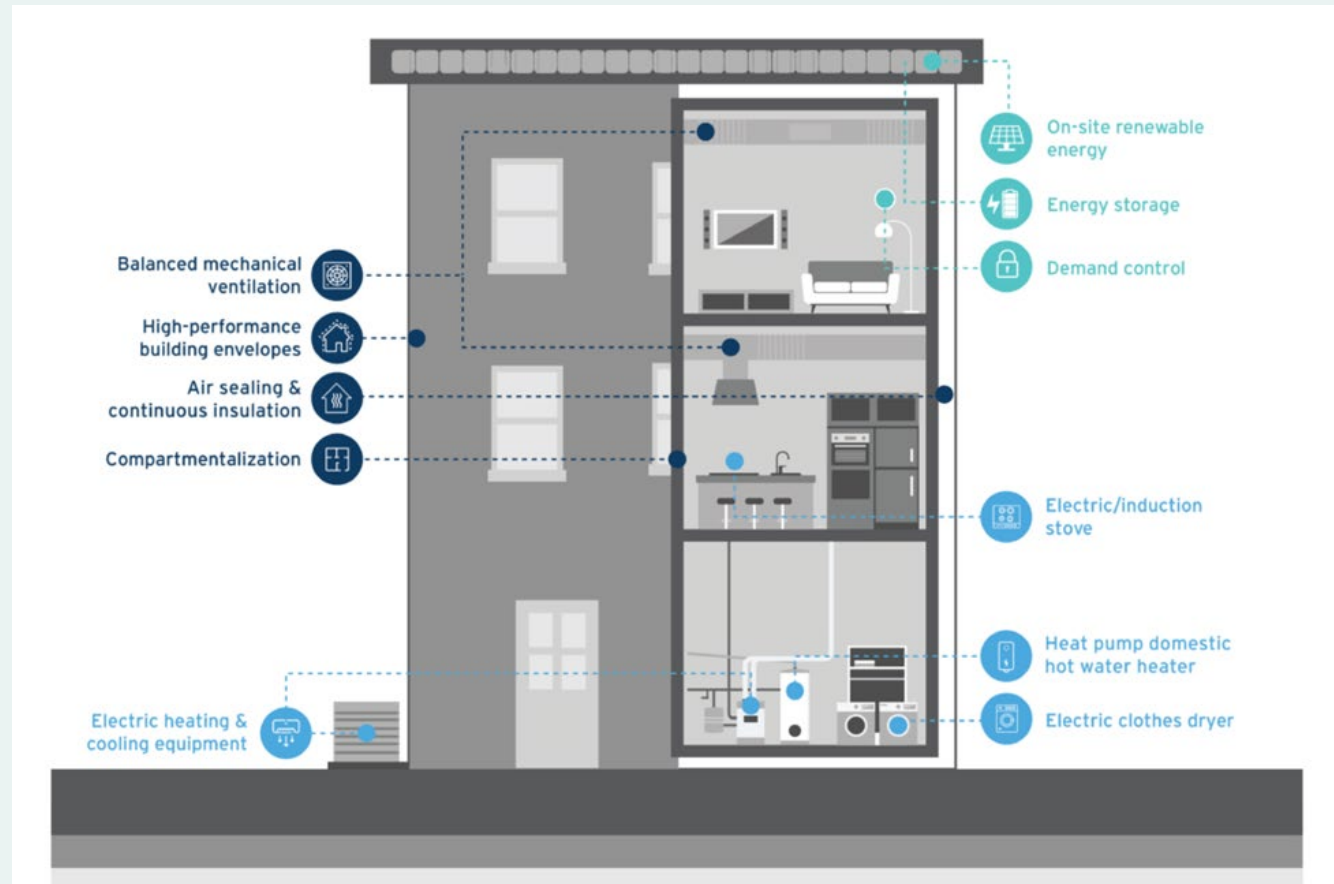 Balanced mechanical
ventilation
High-performance
building envelopes
Air sealing &
continuous insulation
Compartmentalization
Electric heating &
cooling equipment
On-site renewable
energy
Energy storage
Demand control
Electric/induction
stove
Heat pump domestic
hot water heater
Electric clothes dryer